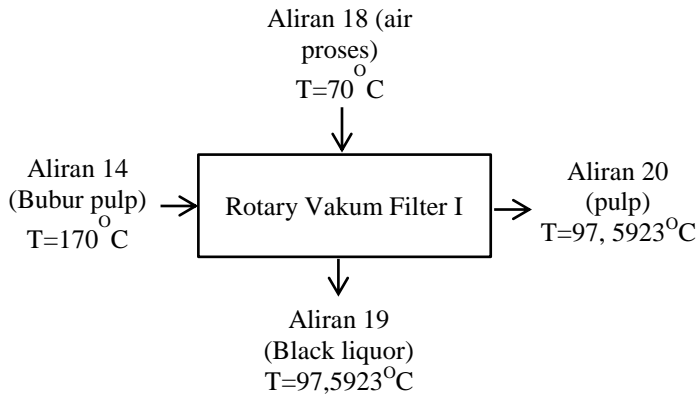 Aliran 18 (air
proses)
T=70°C
Aliran 14
(Bubur pulp)
T=170°C
Rotary Vakum Filter I
Aliran 20
(pulp)
T=97, 5923°C
Aliran 19
(Black liquor)
T=97,5923°C